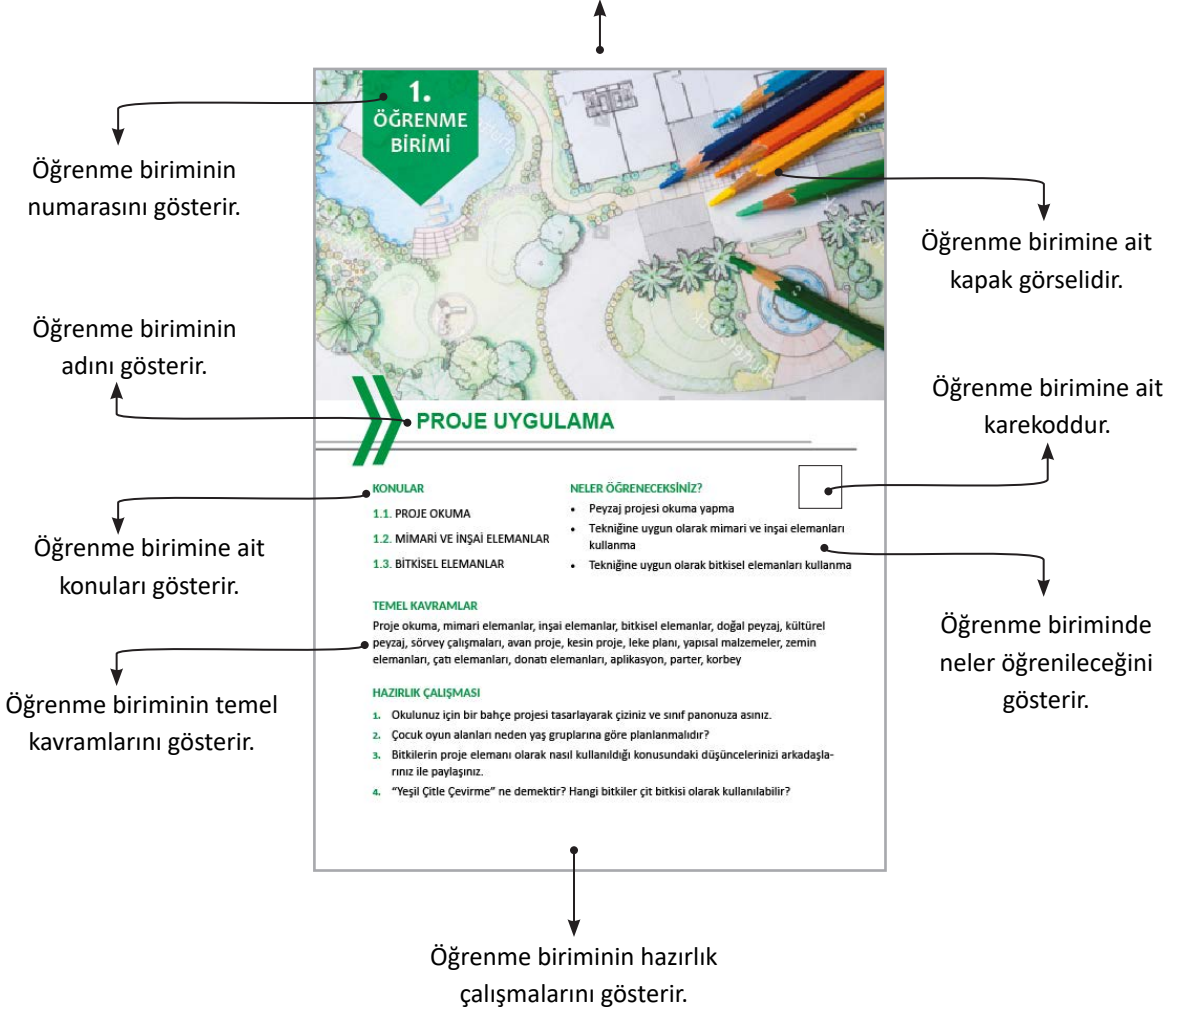 1.
ÖĞRENME
BİRİMİ
Öğrenme biriminin
numarasını gösterir.
Öğrenme birimine ait
kapak görselidir.
Öğrenme biriminin
adını gösterir.
Öğrenme birimine ait
karekoddur.
PROJE UYGULAMA
KONULAR
1.1. PROJE OKUMA
1.2. MİMARİ VE İNŞAİ ELEMANLAR
1.3. BİTKİSEL ELEMANLAR
NELER ÖĞRENECEKSİNİZ?
• Peyzaj projesi okuma yapma
• Tekniğine uygun olarak mimari ve inşai elemanları
kullanma
• Tekniğine uygun olarak bitkisel elemanları kullanma
Öğrenme birimine ait
konuları gösterir.
Öğrenme biriminde
neler öğrenileceğini
gösterir.
TEMEL KAVRAMLAR
Proje okuma, mimari elemanlar, inşai elemanlar, bitkisel elemanlar, doğal peyzaj, kültürel
peyzaj, sörvey çalışmaları, avan proje, kesin proje, leke planı, yapısal malzemeler, zemin
elemanları, çatı elemanları, donatı elemanları, aplikasyon, parter, korbey
Öğrenme biriminin temel
kavramlarını gösterir.
HAZIRLIK ÇALIŞMASI
1. Okulunuz için bir bahçe projesi tasarlayarak çiziniz ve sınıf panonuza asınız.
2. Çocuk oyun alanları neden yaş gruplarına göre planlanmalıdır?
3. Bitkilerin proje elemanı olarak nasıl kullanıldığı konusundaki düşüncelerinizi arkadaşla-
rınız ile paylaşınız.
4. “Yeşil Çitle Çevirme” ne demektir? Hangi bitkiler çit bitkisi olarak kullanılabilir?
Öğrenme biriminin hazırlık
çalışmalarını gösterir.